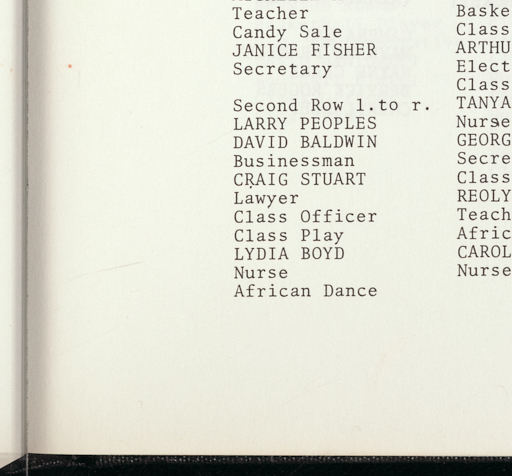 Teacher
Candy Sale
JANICE FISHER
Secretary
Second Row l.to r.
LARRY PEOPLES
DAVID BALDWIN
Businessman
CRAIG STUART
Lawyer
Class Officer
Class Play
LYDIA BOYD
Nurse
African Dance
Baske
Class
ARTHU
Elect
Class
TANYA
Nurse
GEORG
Secre
Class
REOLY
Teach
Afric
CAROL
Nurse